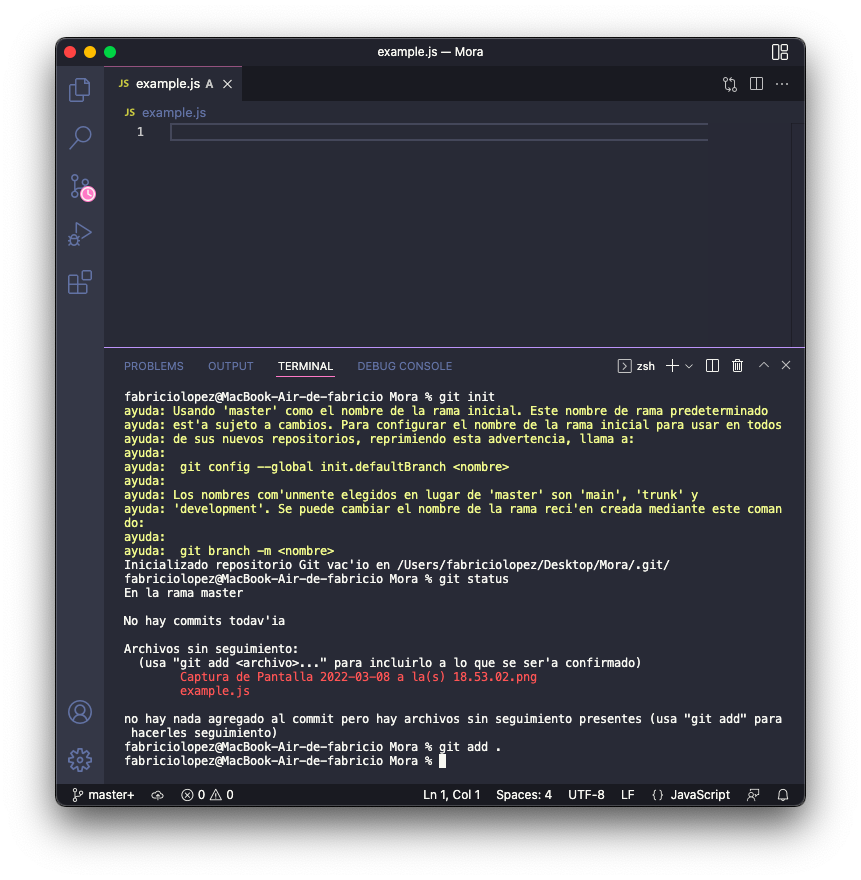 example.js — Mora
JS example.js A
JS example.js
1
PROBLEMS OUTPUT TERMINAL DEBUG CONSOLE zsh
fabriciolopez@MacBook-Air-de-fabricio Mora % git init
ayuda: Usando 'master' como el nombre de la rama inicial. Este nombre de rama predeterminado
ayuda: est'a sujeto a cambios. Para configurar el nombre de la rama inicial para usar en todos
ayuda: de sus nuevos repositorios, reprimiendo esta advertencia, llama a:
ayuda:
ayuda:  git config --global init.defaultBranch <nombre>
ayuda:
ayuda: Los nombres com'unmente elegidos en lugar de 'master' son 'main', 'trunk' y
ayuda: 'development'. Se puede cambiar el nombre de la rama reci'en creada mediante este coman
do:
ayuda:
ayuda:  git branch -m <nombre>
Inicializado repositorio Git vac'io en /Users/fabriciolopez/Desktop/Mora/.git/
fabriciolopez@MacBook-Air-de-fabricio Mora % git status
En la rama master
No hay commits todav'ia
Archivos sin seguimiento:
  (usa "git add <archivo>..." para incluirlo a lo que se ser'a confirmado)
        Captura de Pantalla 2022-03-08 a la(s) 18.53.02.png
        example.js
no hay nada agregado al commit pero hay archivos sin seguimiento presentes (usa "git add" para
 hacerles seguimiento)
fabriciolopez@MacBook-Air-de-fabricio Mora % git add .
fabriciolopez@MacBook-Air-de-fabricio Mora %
master+ 0 0 Ln 1, Col 1 Spaces: 4 UTF-8 LF {} JavaScript